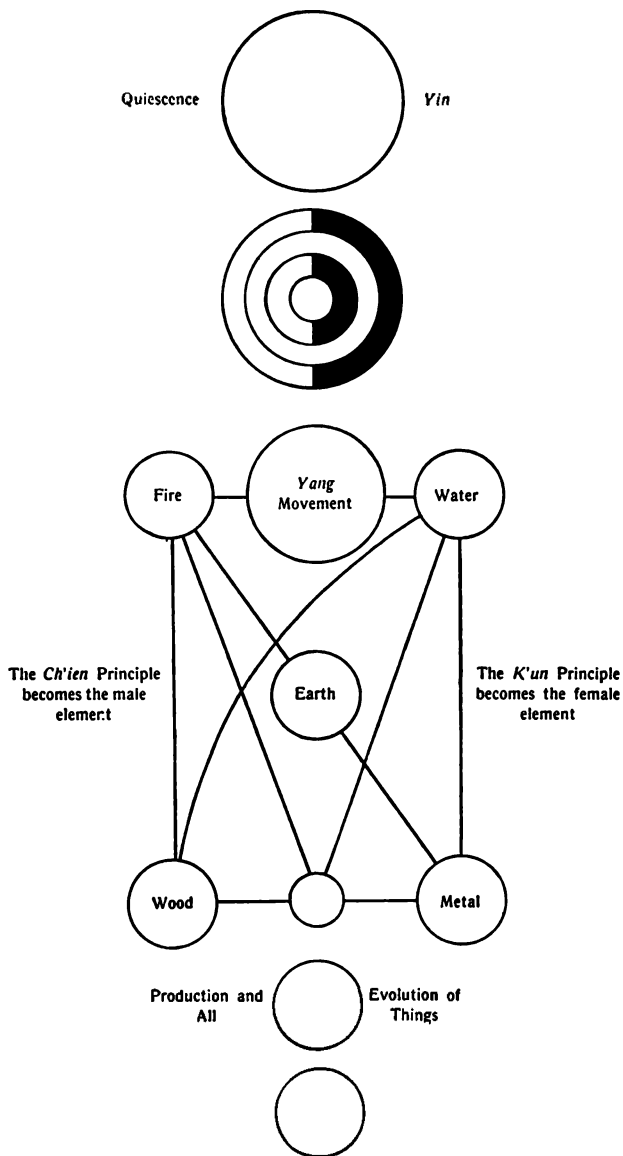 Quiescence
Yin
Fire
Yang
Movement
Water
The Ch'ien Principle
becomes the male
element
Earth
The K'un Principle
becomes the female
element
Wood
Metal
Production and
All
Evolution of
Things